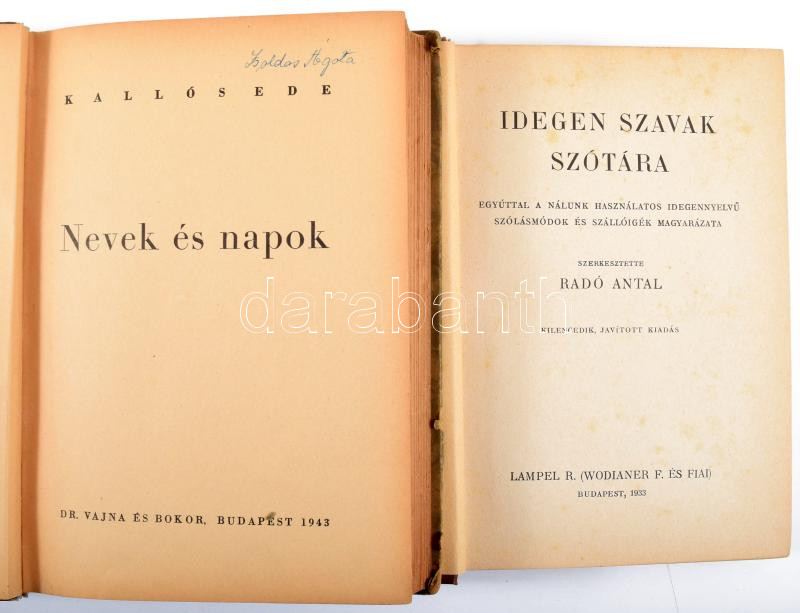 Zoldos Ágota
KALLÓS EDE
Nevek és napok
DR. VAJNA ÉS BOKOR, BUDAPEST 1943
IDEGEN SZAVAK
SZÓTÁRA
EGYÚTTAL A NÁLUNK HASZNÁLATOS IDEGENNYELVŰ
SZÓLÁSMÓDOK ÉS SZÁLLÓIGÉK MAGYARÁZATA
SZERKESZTETTE
RADÓ ANTAL
KILENCEDIK, JAVÍTOTT KIADÁS
LAMPEL R. (WODIANER F. ÉS FIAI)
BUDAPEST, 1933
darabanth